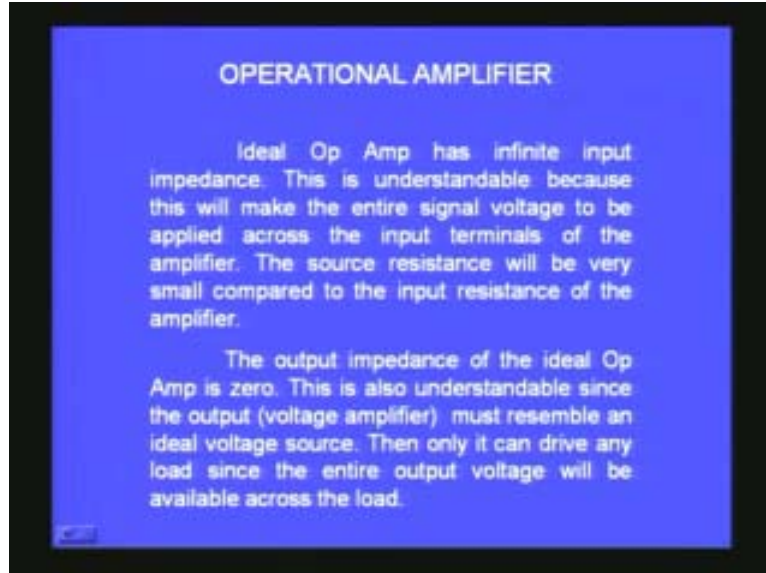 OPERATIONAL AMPLIFIER
Ideal Op Amp has infinite input
impedance. This is understandable because
this will make the entire signal voltage to be
applied across the input terminals of the
amplifier. The source resistance will be very
small compared to the input resistance of the
amplifier.
The output impedance of the ideal Op
Amp is zero. This is also understandable since
the output (voltage amplifier) must resemble an
ideal voltage source. Then only it can drive any
load since the entire output voltage will be
available across the load.